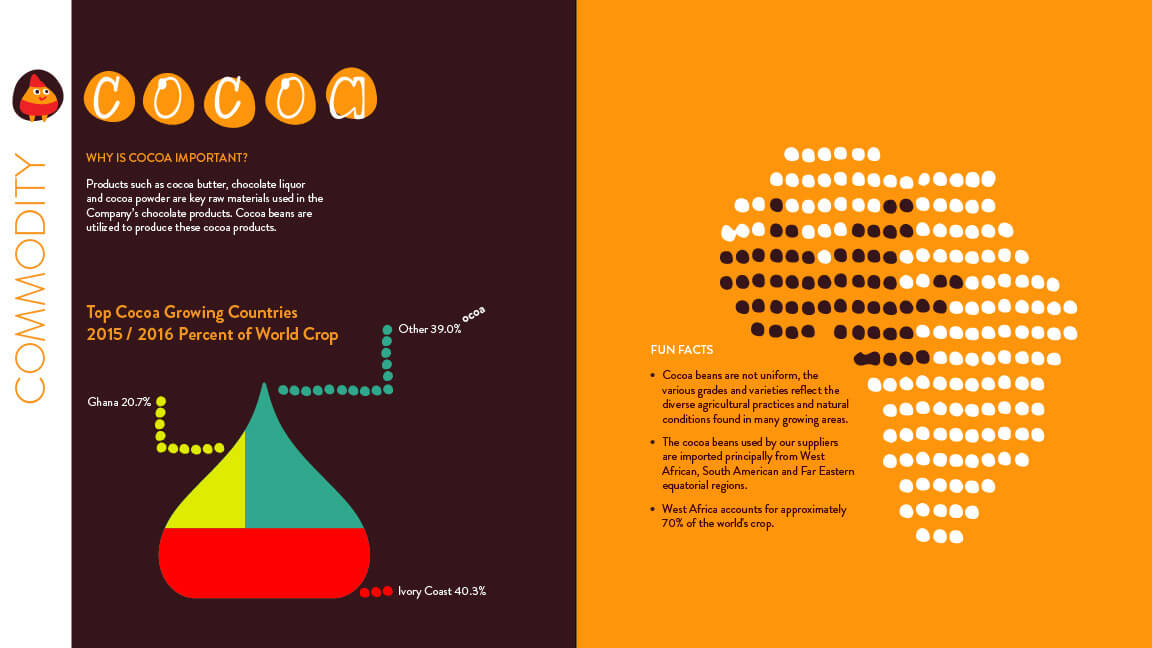 COMMODITY
COCOA
WHY IS COCOA IMPORTANT?
Products such as cocoa butter, chocolate liquor
and cocoa powder are key raw materials used in the
Company's chocolate products. Cocoa beans are
utilized to produce these cocoa products.
Top Cocoa Growing Countries
2015 / 2016 Percent of World Crop
Other 39.0%
ocoa
Ghana 20.7%
Ivory Coast 40.3%
FUN FACTS
• Cocoa beans are not uniform, the
various grades and varieties reflect the
diverse agricultural practices and natural
conditions found in many growing areas.
• The cocoa beans used by our suppliers
are imported principally from West
African, South American and Far Eastern
equatorial regions.
• West Africa accounts for approximately
70% of the world's crop.